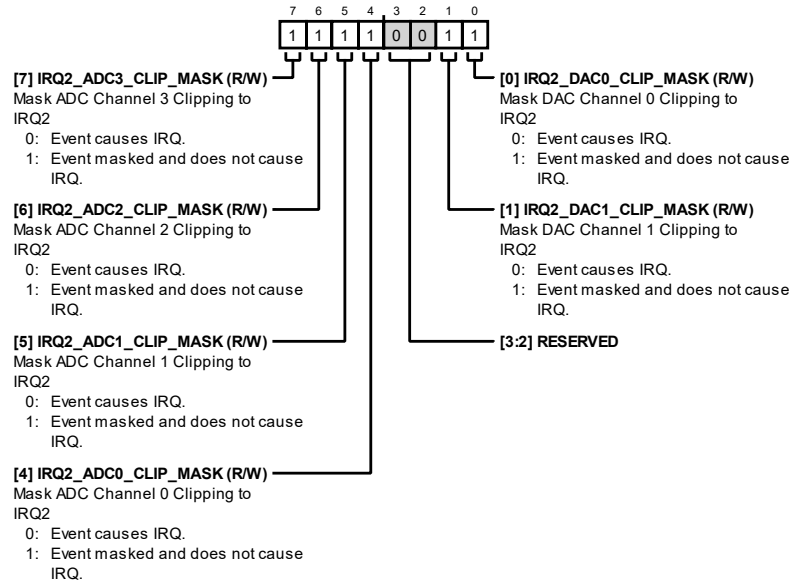 7 6 5 4 3 2 1 0
1 1 1 1 0 0 1 1
[7] IRQ2_ADC3_CLIP_MASK (R/W)
Mask ADC Channel 3 Clipping to
IRQ2
0: Event causes IRQ.
1: Event masked and does not cause
IRQ.
[6] IRQ2_ADC2_CLIP_MASK (R/W)
Mask ADC Channel 2 Clipping to
IRQ2
0: Event causes IRQ.
1: Event masked and does not cause
IRQ.
[5] IRQ2_ADC1_CLIP_MASK (R/W)
Mask ADC Channel 1 Clipping to
IRQ2
0: Event causes IRQ.
1: Event masked and does not cause
IRQ.
[4] IRQ2_ADC0_CLIP_MASK (R/W)
Mask ADC Channel 0 Clipping to
IRQ2
0: Event causes IRQ.
1: Event masked and does not cause
IRQ.
[0] IRQ2_DAC0_CLIP_MASK (R/W)
Mask DAC Channel 0 Clipping to
IRQ2
0: Event causes IRQ.
1: Event masked and does not cause
IRQ.
[1] IRQ2_DAC1_CLIP_MASK (R/W)
Mask DAC Channel 1 Clipping to
IRQ2
0: Event causes IRQ.
1: Event masked and does not cause
IRQ.
[3:2] RESERVED